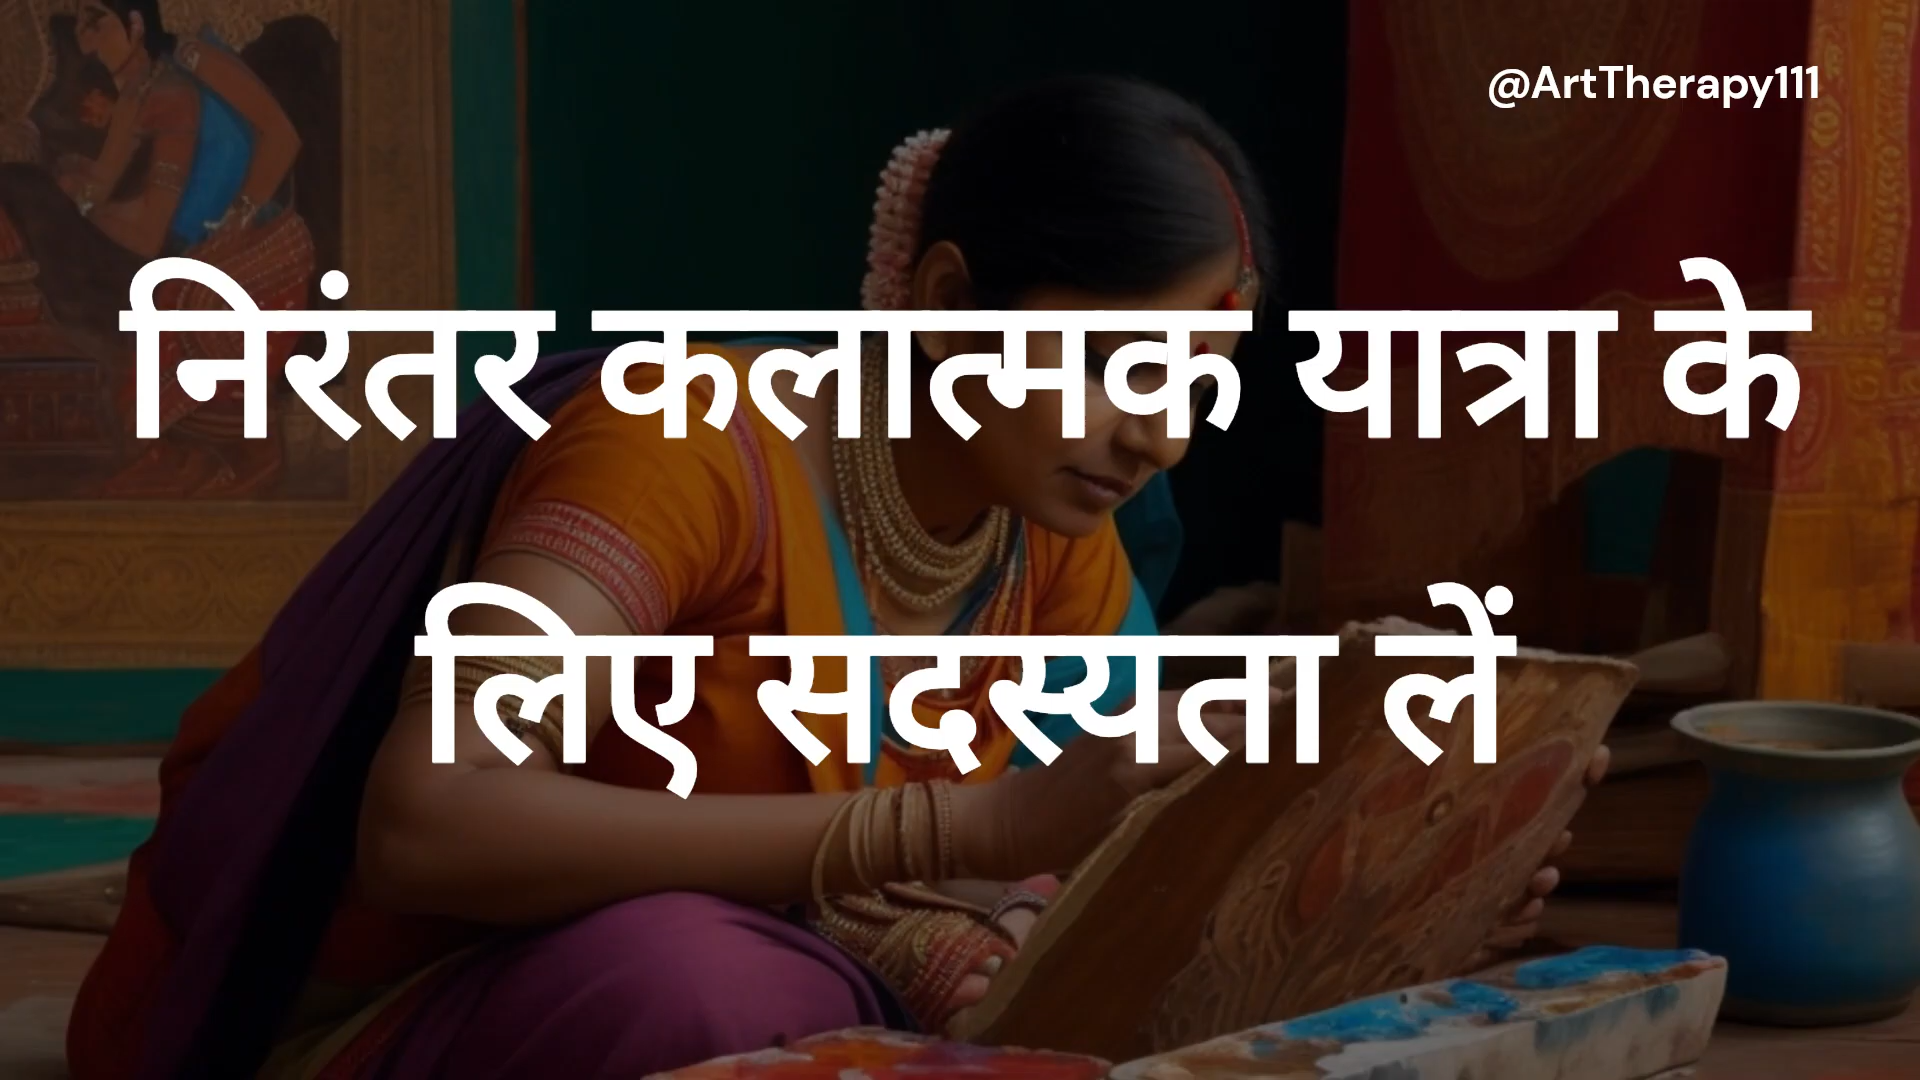 @ArtTherapy111
निरंतर कलात्मक यात्रा के
लिए सदस्यता लें